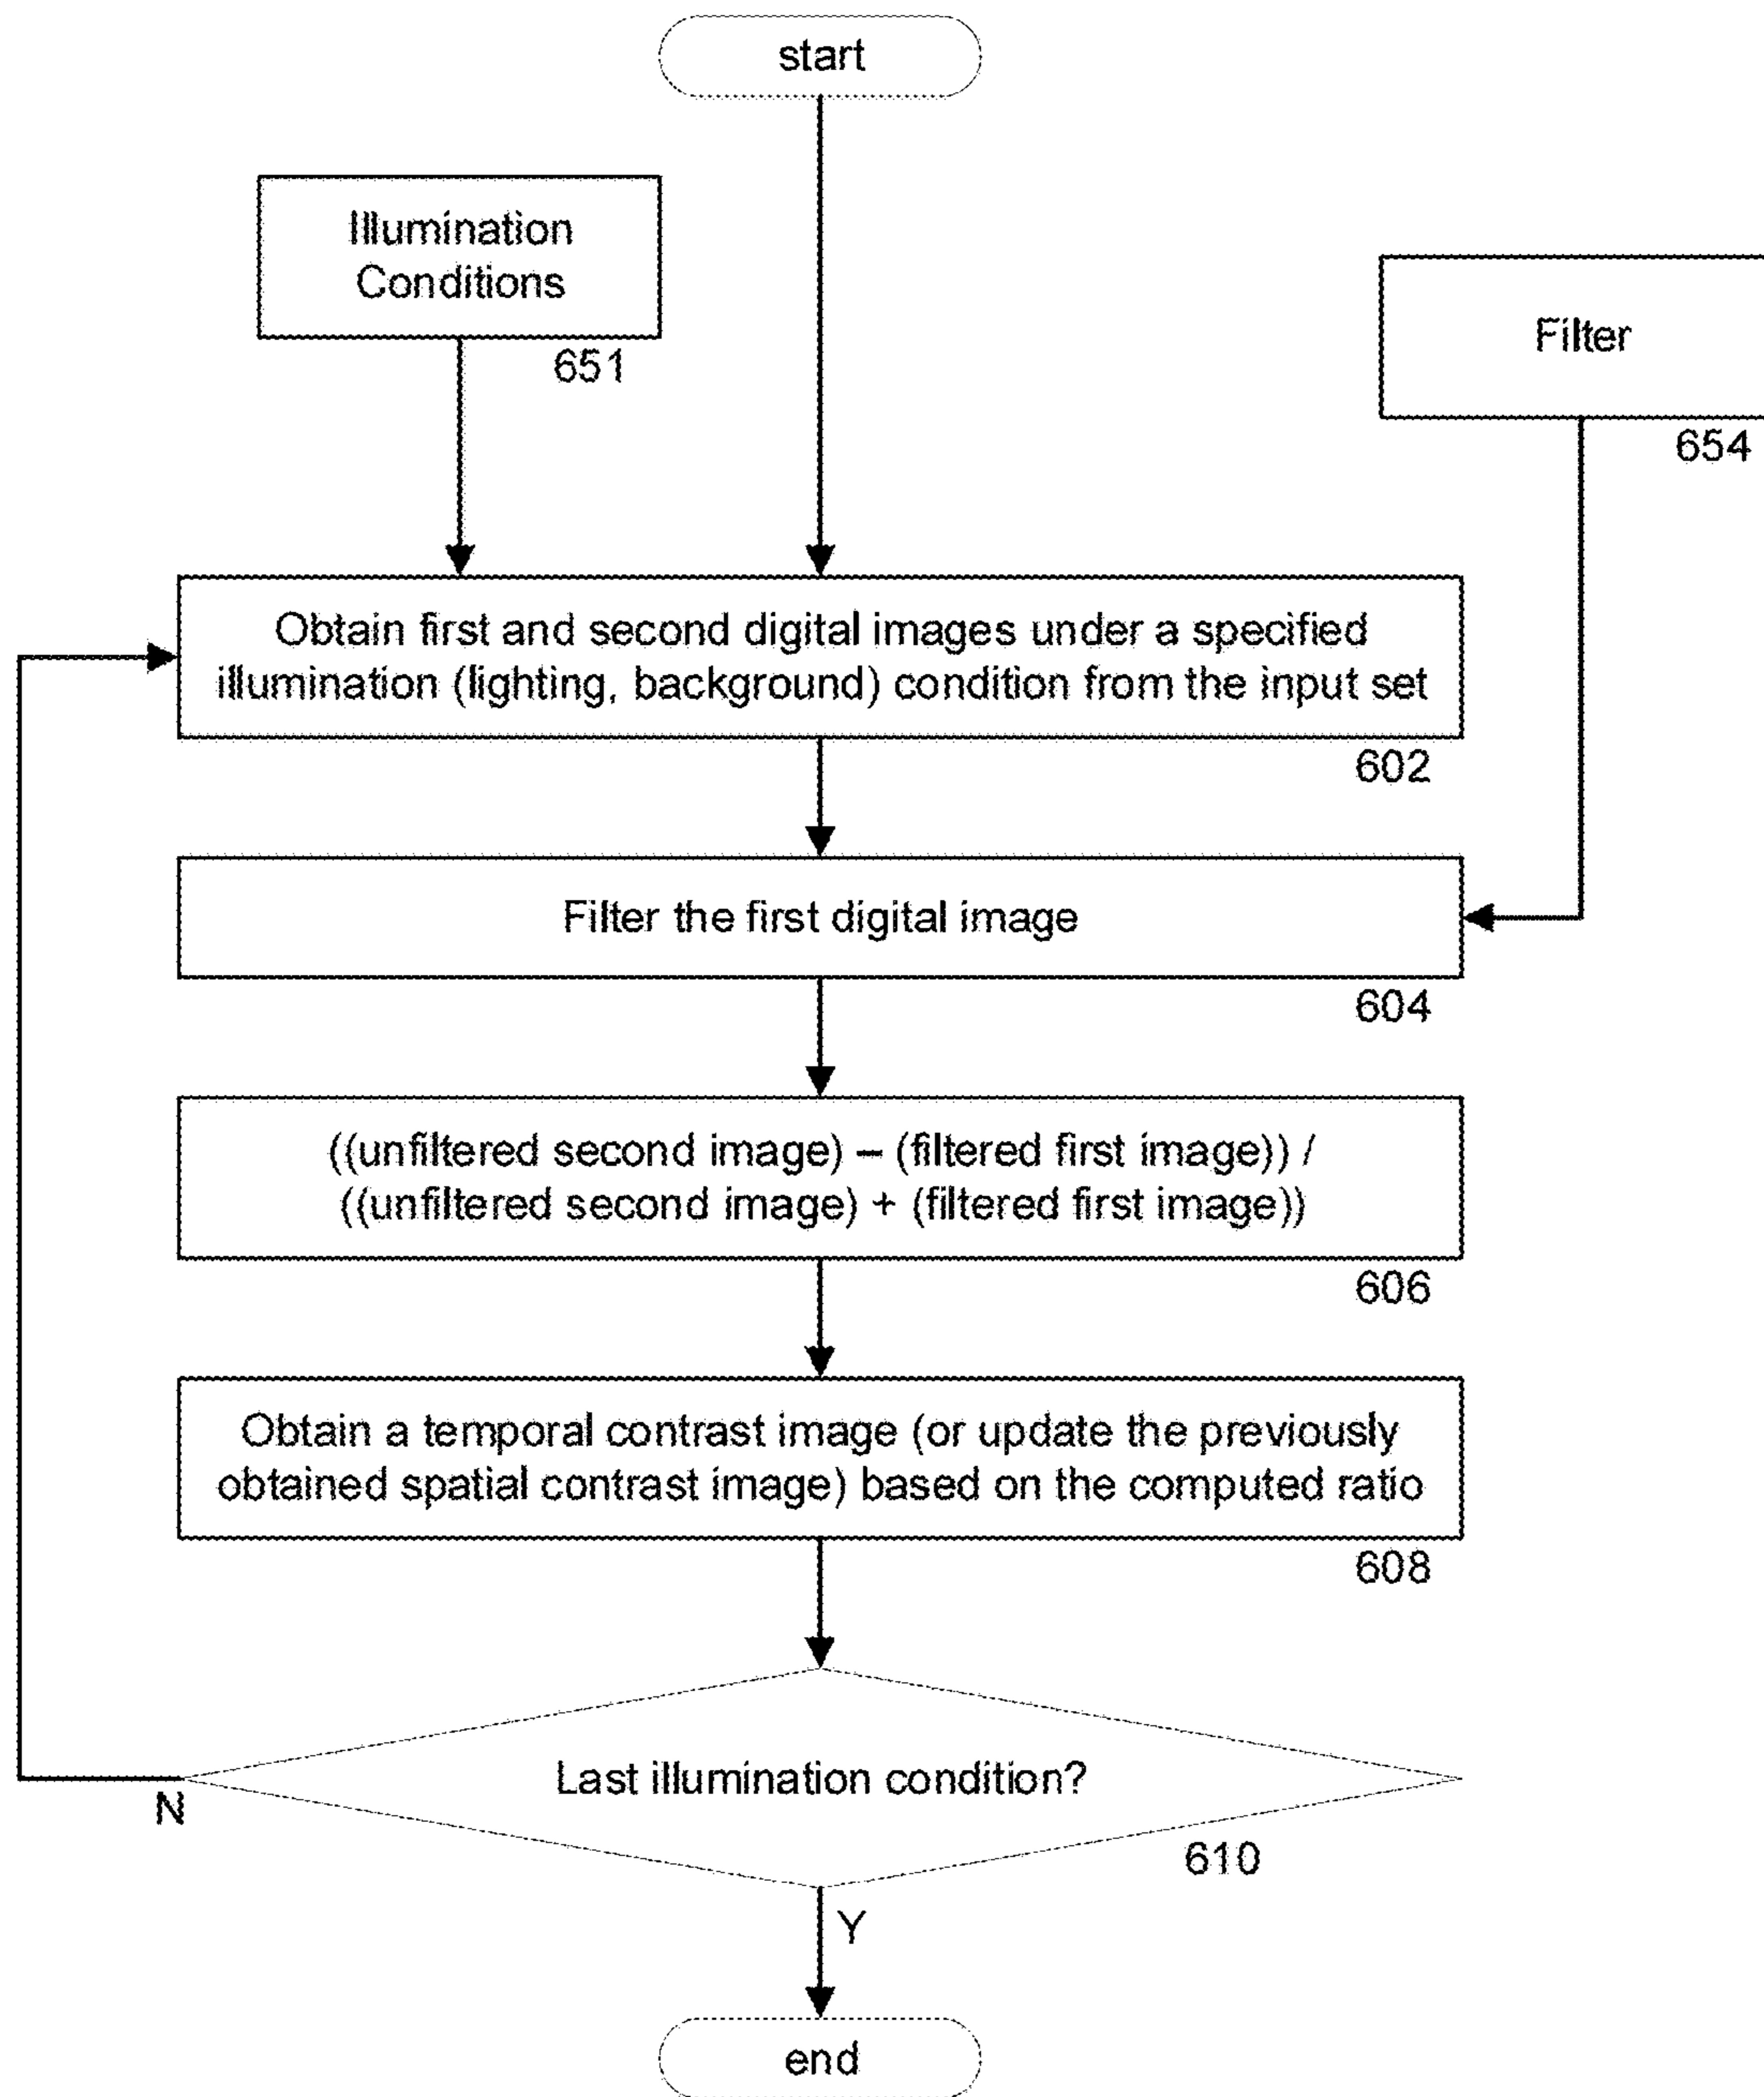 start
Illumination
Conditions
651
Filter
654
Obtain first and second digital images under a specified
illumination (lighting, background) condition from the input set
602
Filter the first digital image
604
((unfiltered second image) – (filtered first image)) /
((unfiltered second image) + (filtered first image))
606
Obtain a temporal contrast image (or update the previously
obtained spatial contrast image) based on the computed ratio
608
Last illumination condition?
N
610
Y
end